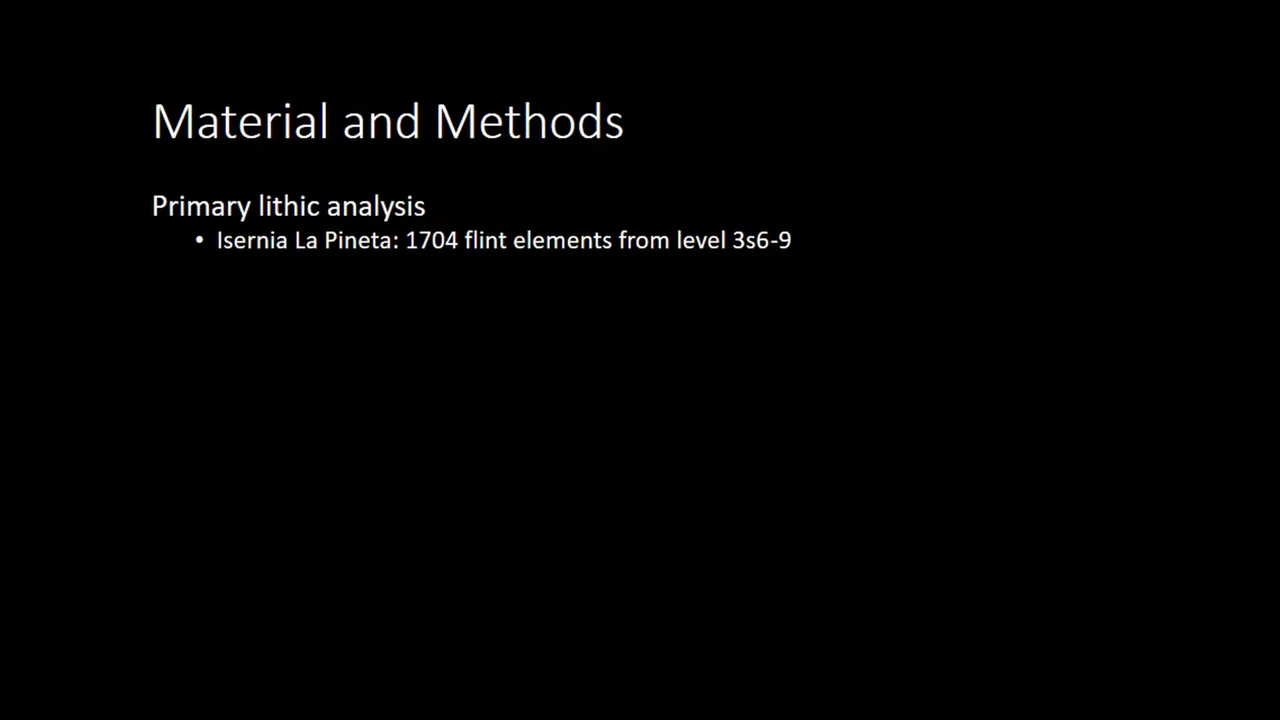 Material and Methods
Primary lithic analysis
• Isernia La Pineta: 1704 flint elements from level 3s6-9